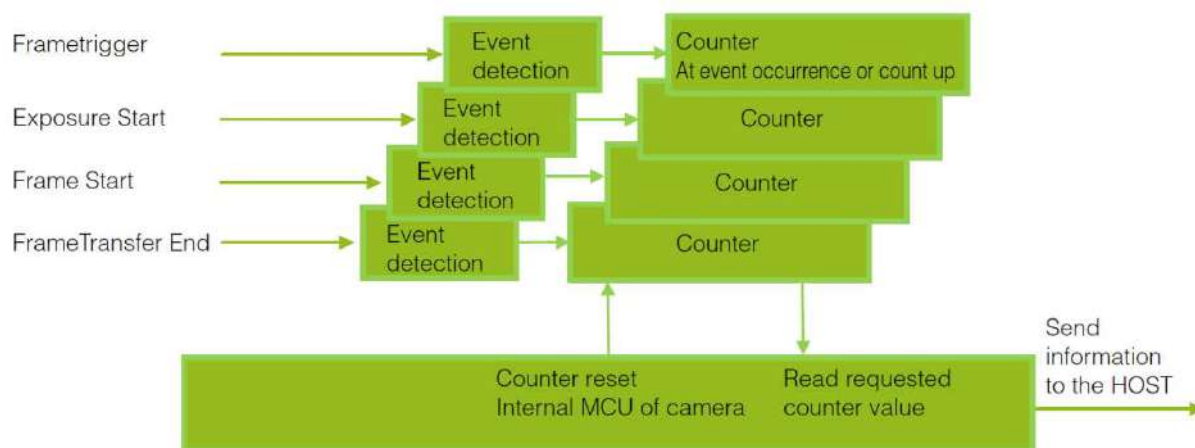 Frametrigger
Event
detection
Counter
At event occurrence or count up
Exposure Start
Event
detection
Counter
Frame Start
Event
detection
Counter
FrameTransfer End
Event
detection
Counter
Counter reset
Internal MCU of camera
Read requested
counter value
Send
information
to the HOST